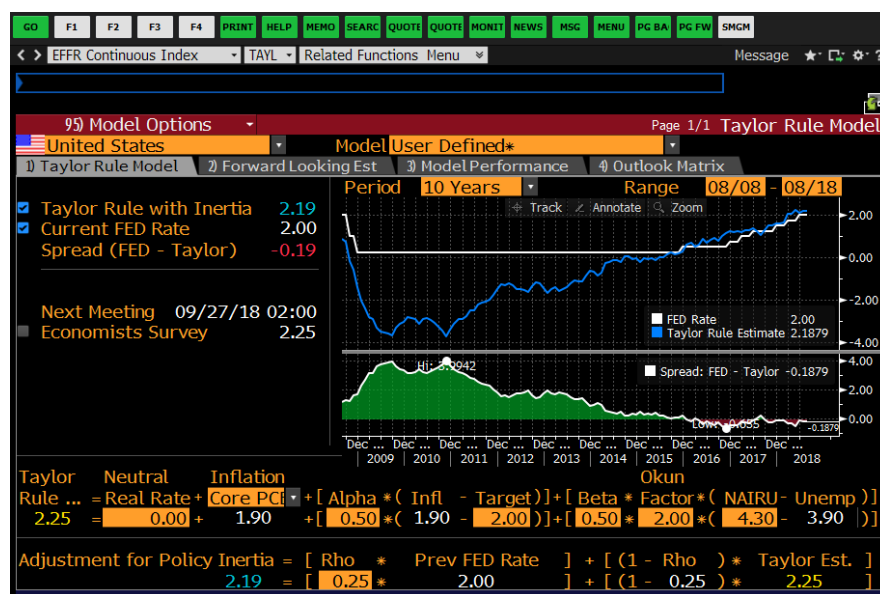 GO F1 F2 F3 F4 PRINT HELP MEMO SEARC QUOTE QUOTE MONIT NEWS MSG MENU PG BA PG FW SMGM
< > EFFR Continuous Index TAYL Related Functions Menu Message
95) Model Options Page 1/1 Taylor Rule Model
United States Model User Defined*
1) Taylor Rule Model 2) Forward Looking Est 3) Model Performance 4) Outlook Matrix
Period 10 Years Range 08/08 - 08/18
Track Annotate Zoom
Taylor Rule with Inertia 2.19
Current FED Rate 2.00
Spread (FED - Taylor) -0.19
Next Meeting 09/27/18 02:00
Economists Survey 2.25
2.00
0.00
-2.00
-4.00
FED Rate 2.00
Taylor Rule Estimate 2.1879
4.00
2.00
0.00
Hi: 3.9942
Spread: FED - Taylor -0.1879
-0.1879
Dec ... Dec ... Dec ... Dec ... Dec ... Dec ... Dec ... Dec ... Dec ... Dec ...
2009 2010 2011 2012 2013 2014 2015 2016 2017 2018
Taylor Neutral Inflation Okun
Rule ... = Real Rate + Core PCE + [ Alpha * ( Infl - Target )] + [ Beta * Factor * ( NAIRU - Unemp )]
2.25 = 0.00 + 1.90 + [ 0.50 * ( 1.90 - 2.00 )] + [ 0.50 * 2.00 * ( 4.30 - 3.90 )]
Adjustment for Policy Inertia = [ Rho * Prev FED Rate ] + [ (1 - Rho ) * Taylor Est. ]
2.19 = [ 0.25 * 2.00 ] + [ (1 - 0.25 ) * 2.25 ]